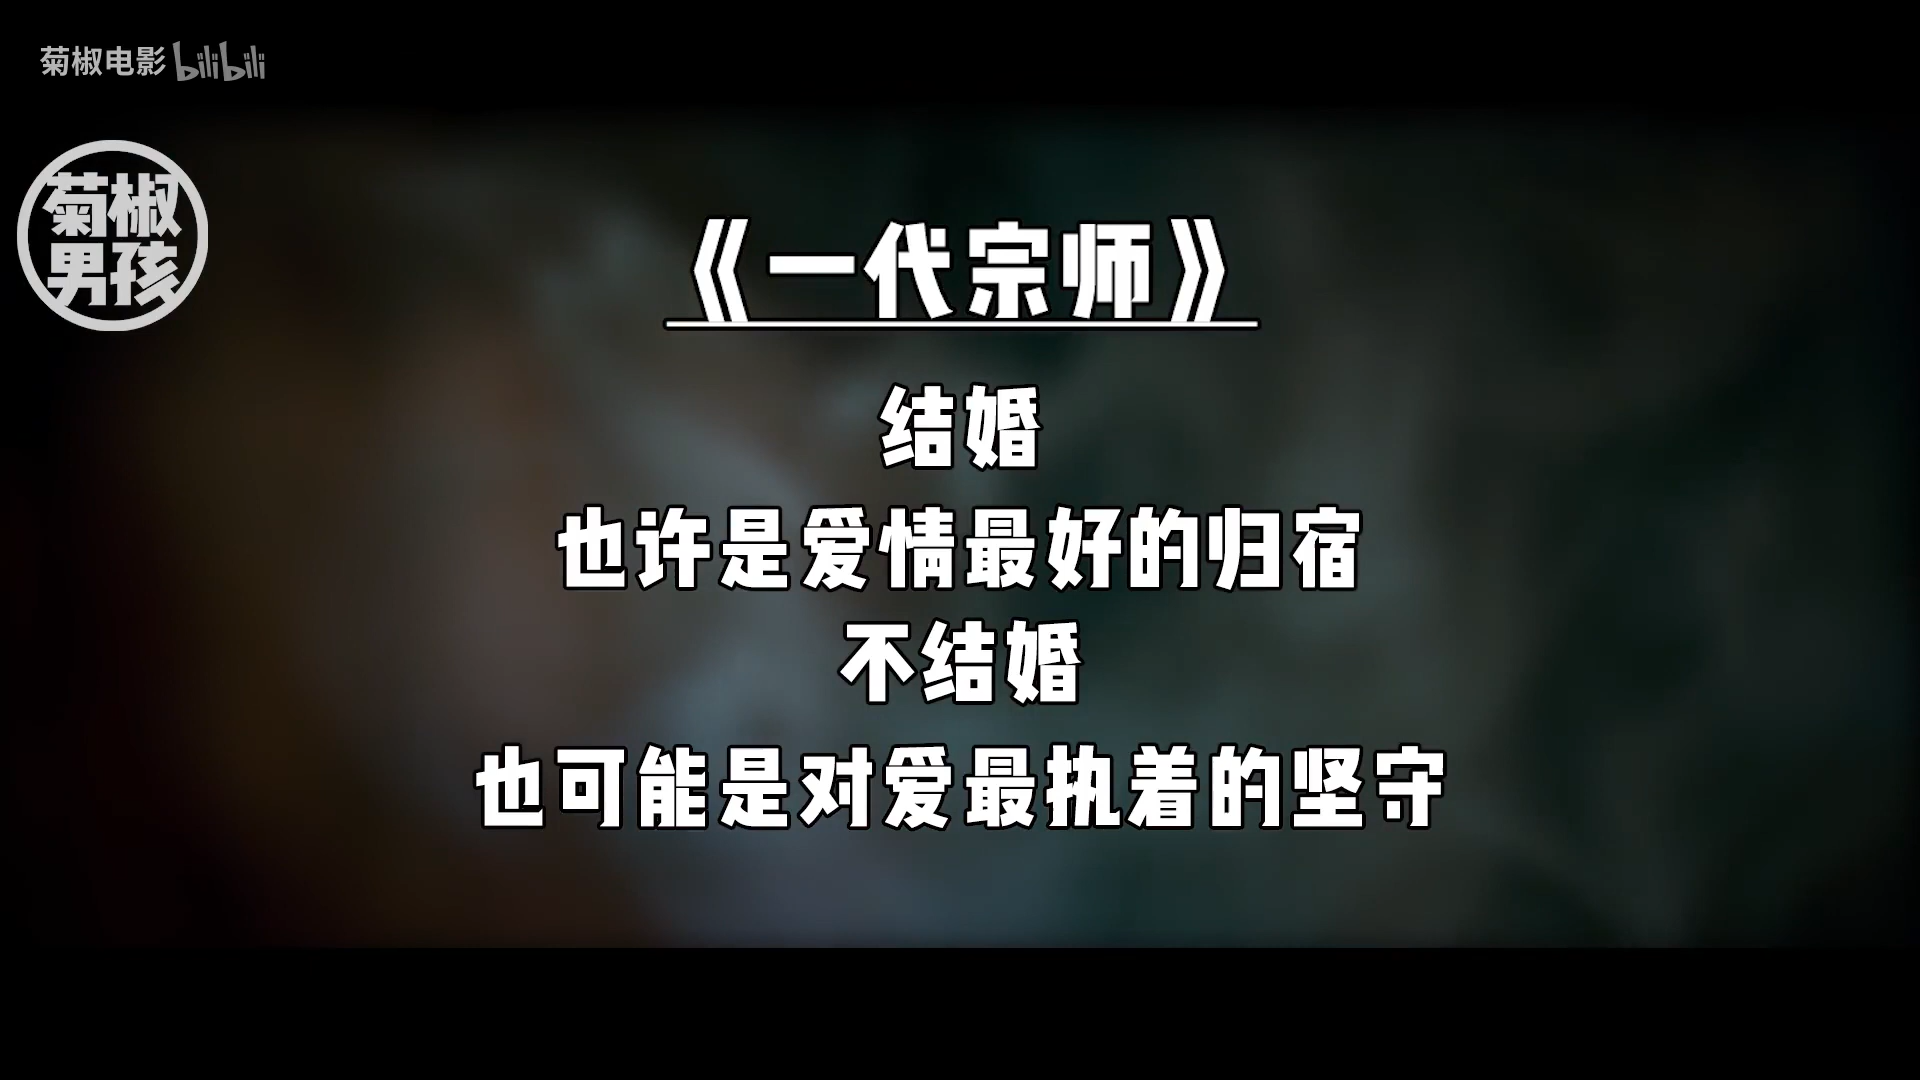 菊椒电影 bilibili
菊椒
男孩
《一代宗师》
结婚
也许是爱情最好的归宿
不结婚
也可能是对爱最执着的坚守